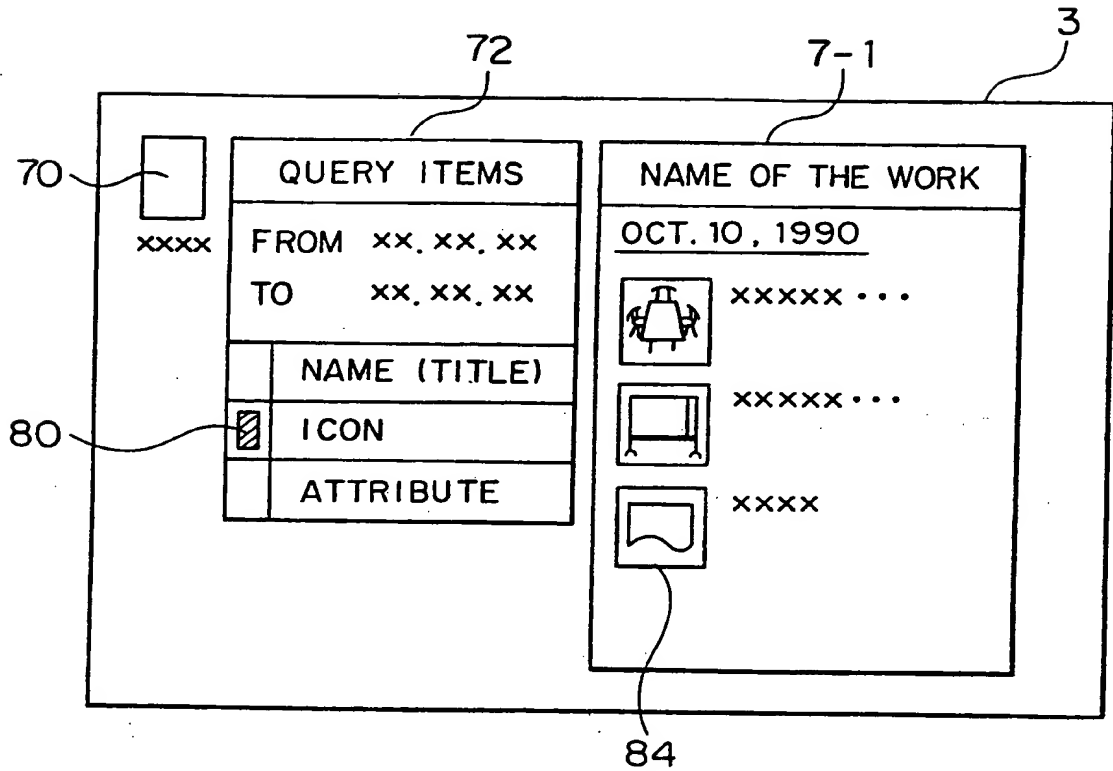 3
72
7-1
70
xxxx
QUERY ITEMS
FROM xx.xx.xx
TO xx.xx.xx
NAME (TITLE)
80
ICON
ATTRIBUTE
NAME OF THE WORK
OCT. 10, 1990
xxxxx...
xxxxx...
xxxx
84